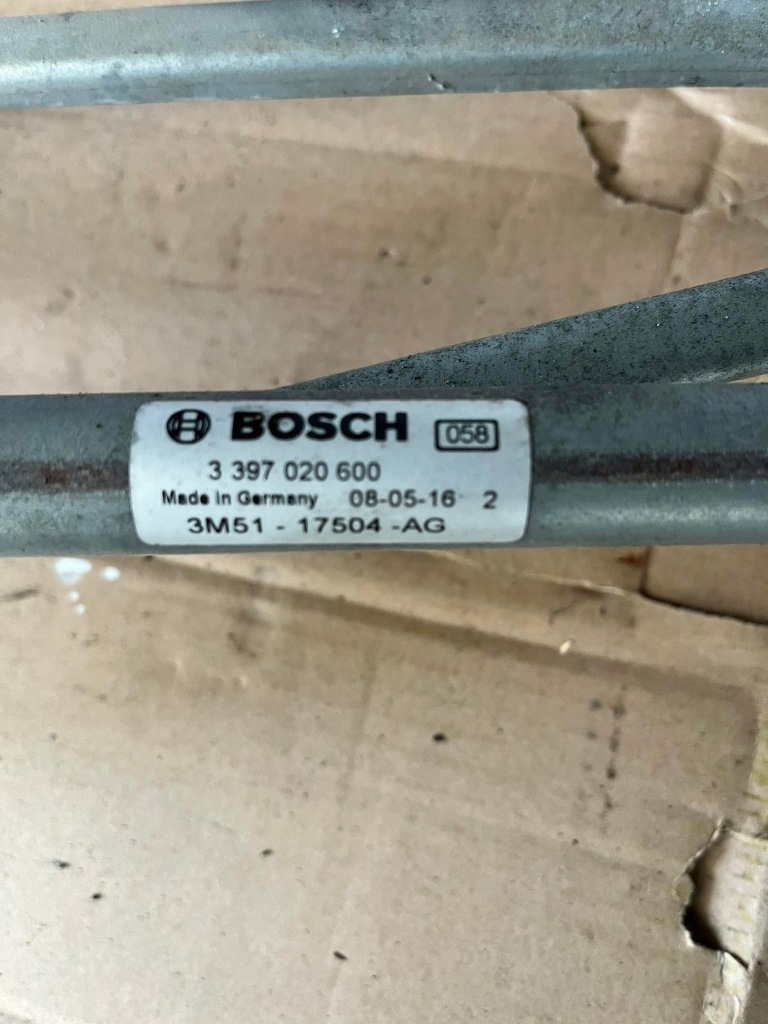 BOSCH 058
3 397 020 600
Made in Germany 08-05-16 2
3M51 - 17504 -AG